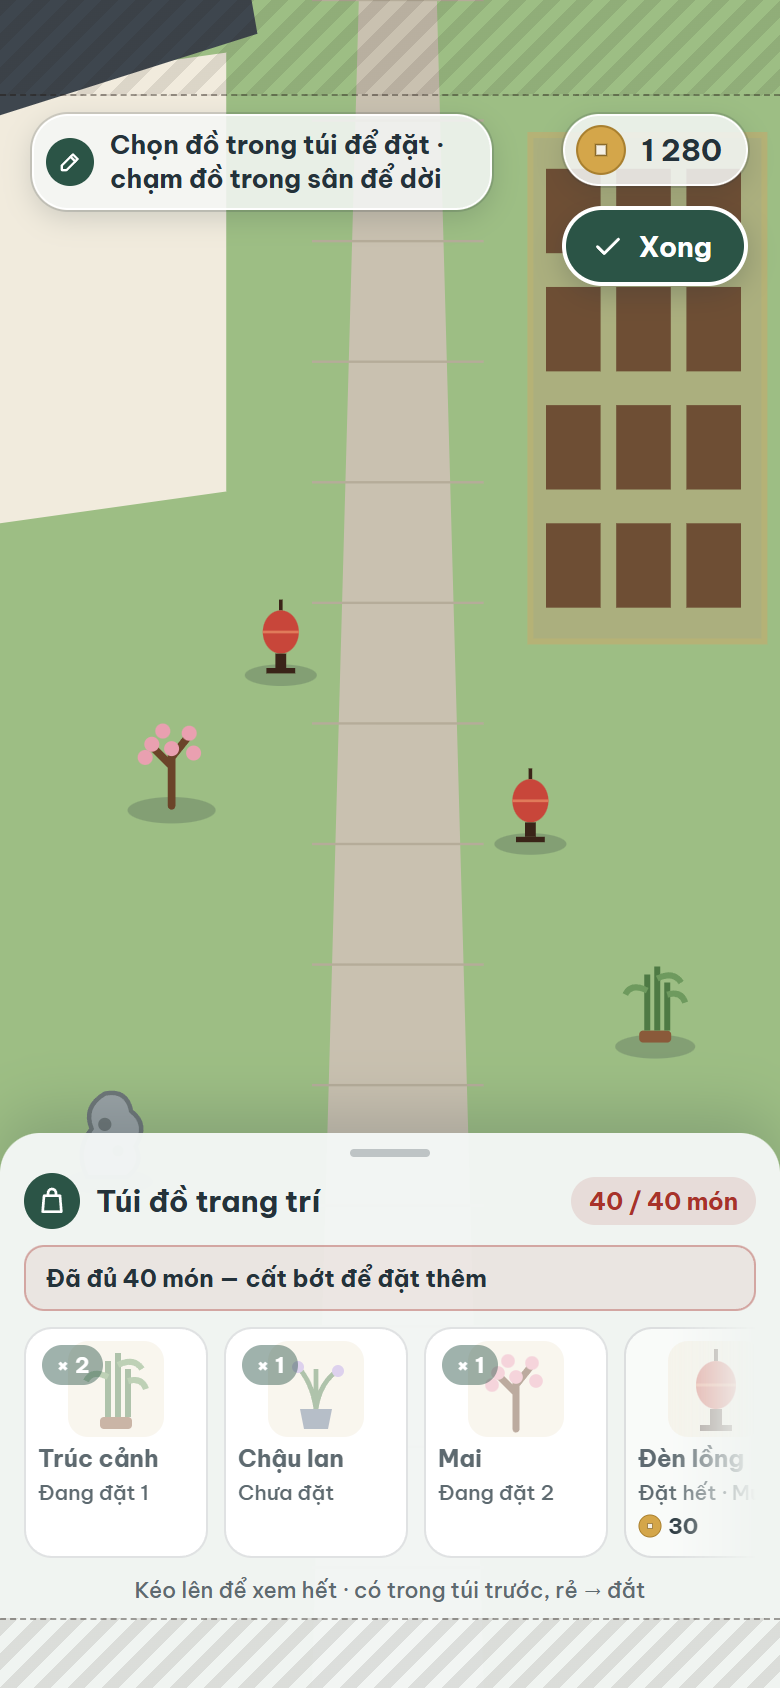 Chọn đồ trong túi để đặt ·
chạm đồ trong sân để dời
1 280
Xong
Túi đồ trang trí
40 / 40 món
Đã đủ 40 món — cất bớt để đặt thêm
× 2
× 1
× 1
Trúc cảnh
Chậu lan
Mai
Đèn lồng
Đang đặt 1
Chưa đặt
Đang đặt 2
Đặt hết ·
30
Kéo lên để xem hết · có trong túi trước, rẻ → đắt